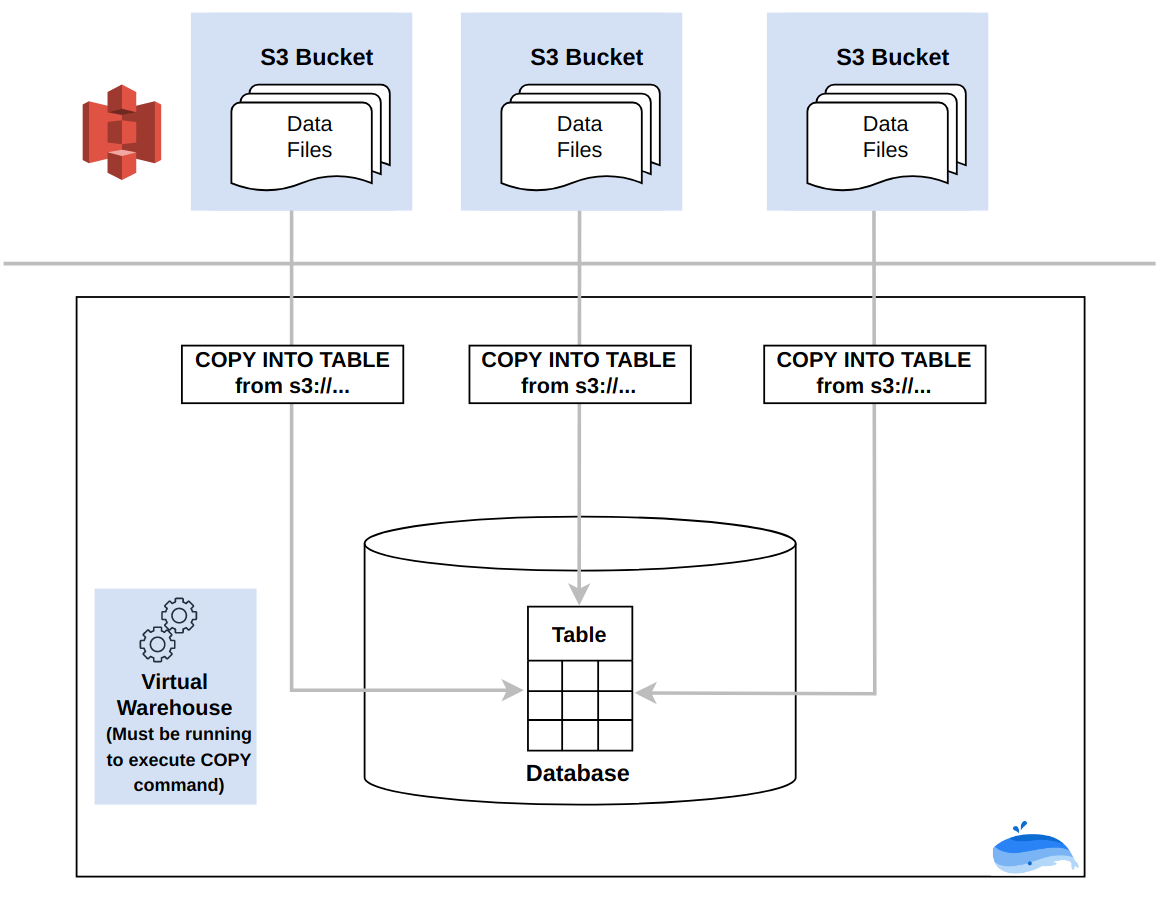 S3 Bucket
Data
Files
S3 Bucket
Data
Files
S3 Bucket
Data
Files
COPY INTO TABLE
from s3://...
COPY INTO TABLE
from s3://...
COPY INTO TABLE
from s3://...
Table
Database
Virtual
Warehouse
(Must be running
to execute COPY
command)